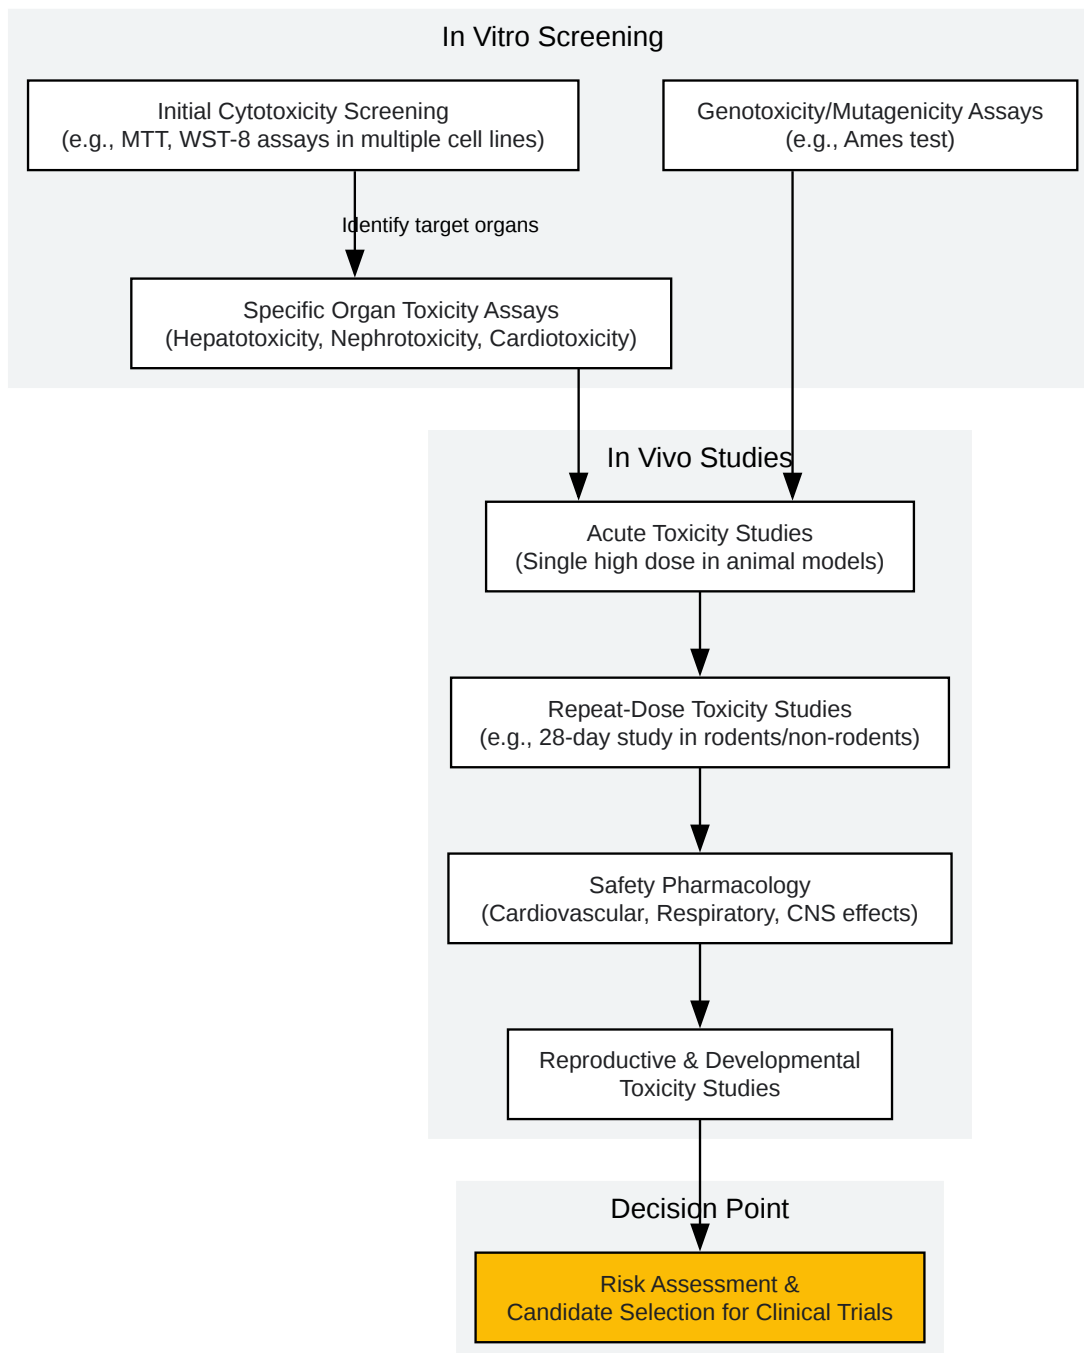 In Vitro Screening
Initial Cytotoxicity Screening
(e.g., MTT, WST-8 assays in multiple cell lines)
Genotoxicity/Mutagenicity Assays
(e.g., Ames test)
Identify target organs
Specific Organ Toxicity Assays
(Hepatotoxicity, Nephrotoxicity, Cardiotoxicity)
In Vivo Studies
Acute Toxicity Studies
(Single high dose in animal models)
Repeat-Dose Toxicity Studies
(e.g., 28-day study in rodents/non-rodents)
Safety Pharmacology
(Cardiovascular, Respiratory, CNS effects)
Reproductive & Developmental
Toxicity Studies
Decision Point
Risk Assessment &
Candidate Selection for Clinical Trials